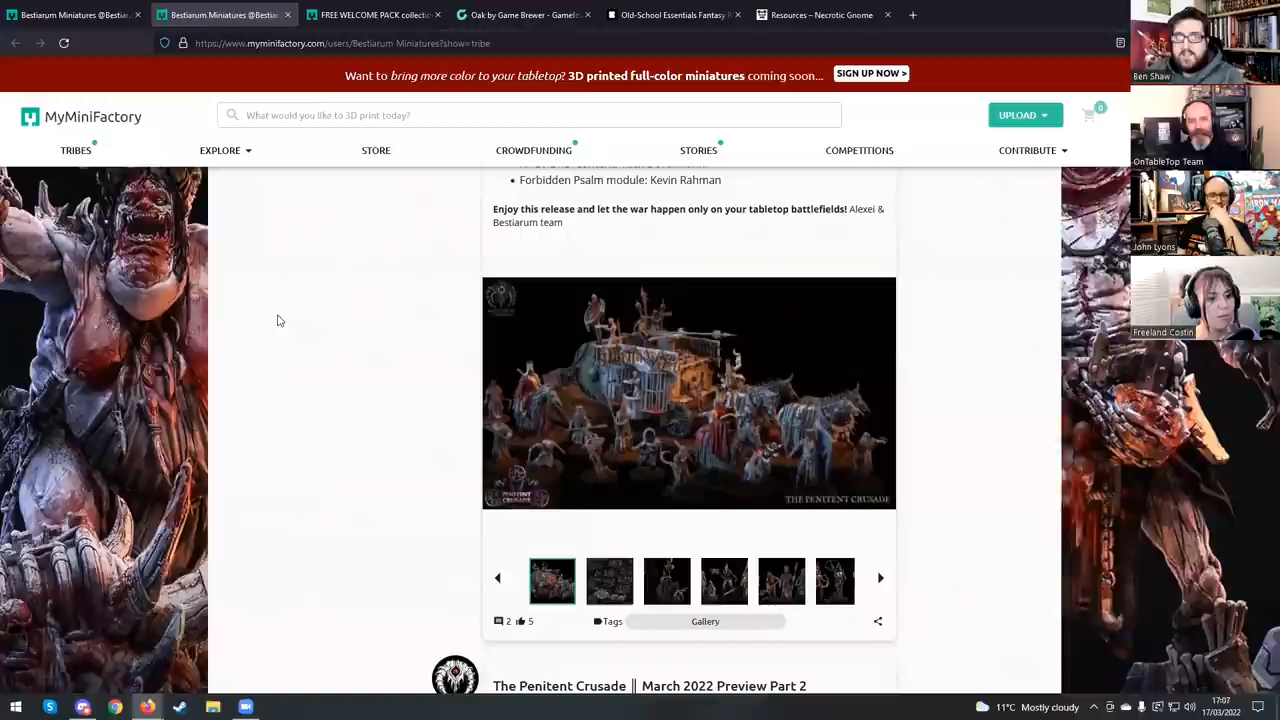 Bestiarum Miniatures @Bestia
Bestiarum Miniatures @Bestia
FREE WELCOME PACK collectio
Oak by Game Brewer - Gamefo
Old-School Essentials Fantasy R
Resources – Necrotic Gnome
https://www.myminifactory.com/users/Bestiarum Miniatures?show=tribe
Want to bring more color to your tabletop? 3D printed full-color miniatures coming soon...
SIGN UP NOW >
MyMiniFactory
What would you like to 3D print today?
UPLOAD
0
TRIBES
EXPLORE
STORE
CROWDFUNDING
STORIES
COMPETITIONS
CONTRIBUTE
Forbidden Psalm module: Kevin Rahman
Enjoy this release and let the war happen only on your tabletop battlefields! Alexei &
Bestiarum team
PENITENT
CRUSADE
THE PENITENT CRUSADE
2
5
Tags
Gallery
The Penitent Crusade || March 2022 Preview Part 2
Ben Shaw
OnTableTop Team
John Lyons
Freeland Costin
11°C Mostly cloudy
17:07
17/03/2022